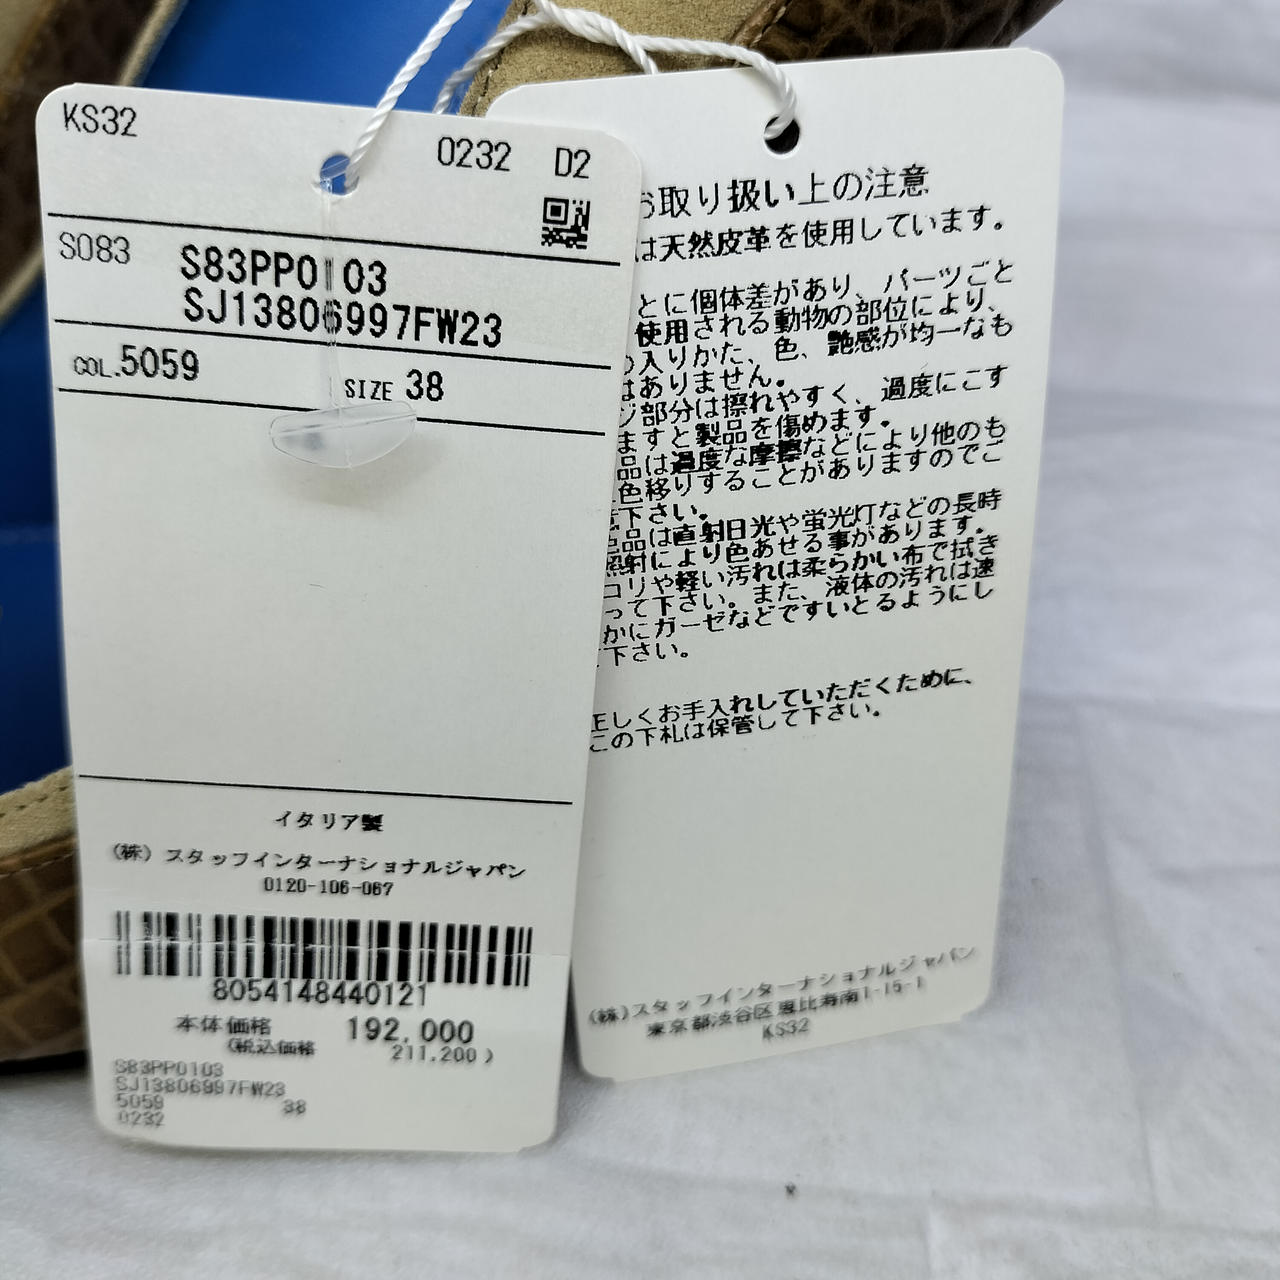 KS32
0232 D2
S083 S83PP0103
SJ13806997FW23
COL.5059
SIZE 38
イタリア製
(株) スタッフインターナショナルジャパン
0120-106-067
8054148440121
本体価格 192,000
(税込価格 211,200)
S83PP0103
SJ13806997FW23
5059 38
0232
お取り扱い上の注意
は天然皮革を使用しています。
とに個体差があり、パーツごと
使用される動物の部位により、
入りかた、色、艶感が均一なも
はありません。
ジ部分は擦れやすく、過度にこす
ますと製品を傷めます。
品は過度な摩擦などにより他のも
色移りすることがありますのでご
意下さい。
品は直射日光や蛍光灯などの長時
照射により色あせる事があります。
コリや軽い汚れは柔らかい布で拭き
って下さい。また、液体の汚れは速
かにガーゼなどですいとるようにし
下さい。
正しくお手入れしていただくために、
この下札は保管して下さい。
(株)スタッフインターナショナルジャパン
東京都渋谷区恵比寿南1-15-1
KS32